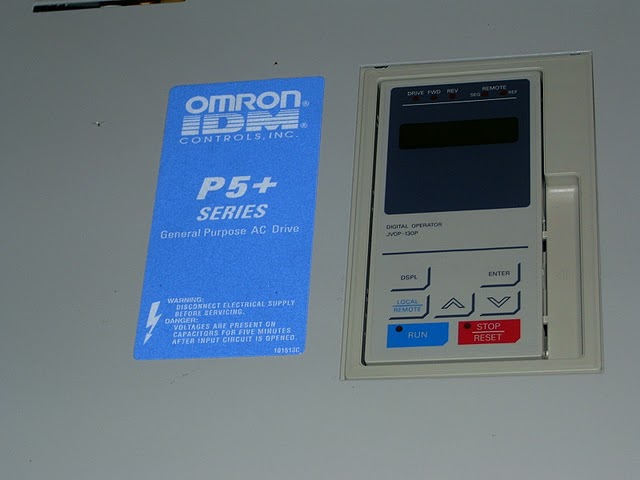 OMRON®
IDM®
CONTROLS, INC.
P5+
SERIES
General Purpose AC Drive
WARNING:
DISCONNECT ELECTRICAL SUPPLY
BEFORE SERVICING.
DANGER:
VOLTAGES ARE PRESENT ON
CAPACITORS FOR FIVE MINUTES
AFTER INPUT CIRCUIT IS OPENED.
101513C
DRIVE FWD REV REMOTE
SEQ REF
DIGITAL OPERATOR
JVOP-130P
DSPL ENTER
LOCAL
REMOTE
RUN STOP
RESET